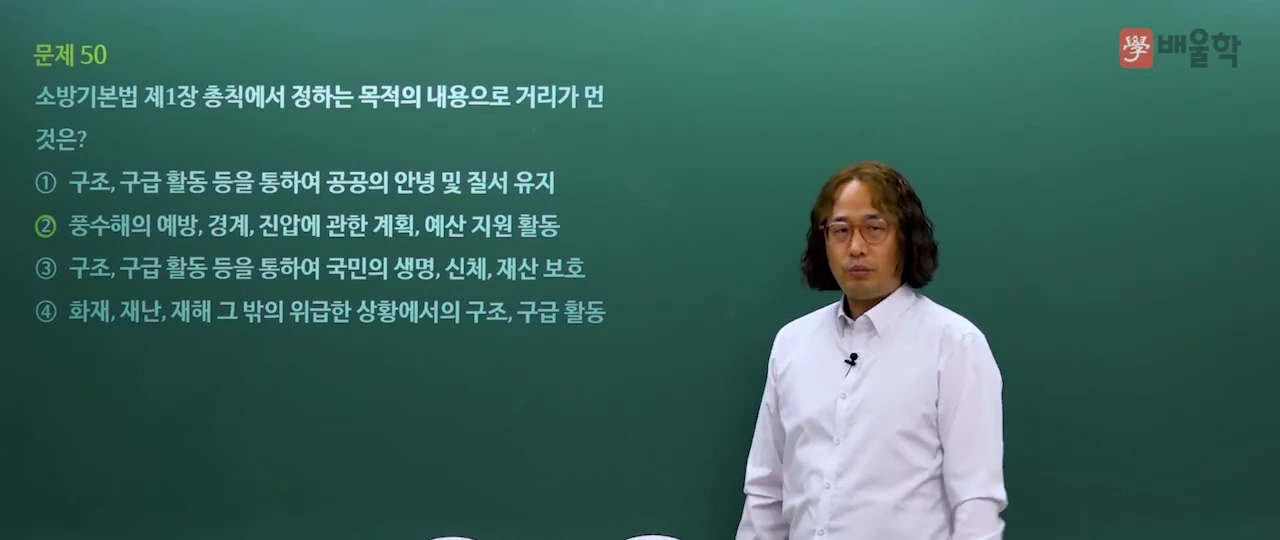 學 배울학
문제 50
소방기본법 제1장 총칙에서 정하는 목적의 내용으로 거리가 먼
것은?
① 구조, 구급 활동 등을 통하여 공공의 안녕 및 질서 유지
② 풍수해의 예방, 경계, 진압에 관한 계획, 예산 지원 활동
③ 구조, 구급 활동 등을 통하여 국민의 생명, 신체, 재산 보호
④ 화재, 재난, 재해 그 밖의 위급한 상황에서의 구조, 구급 활동